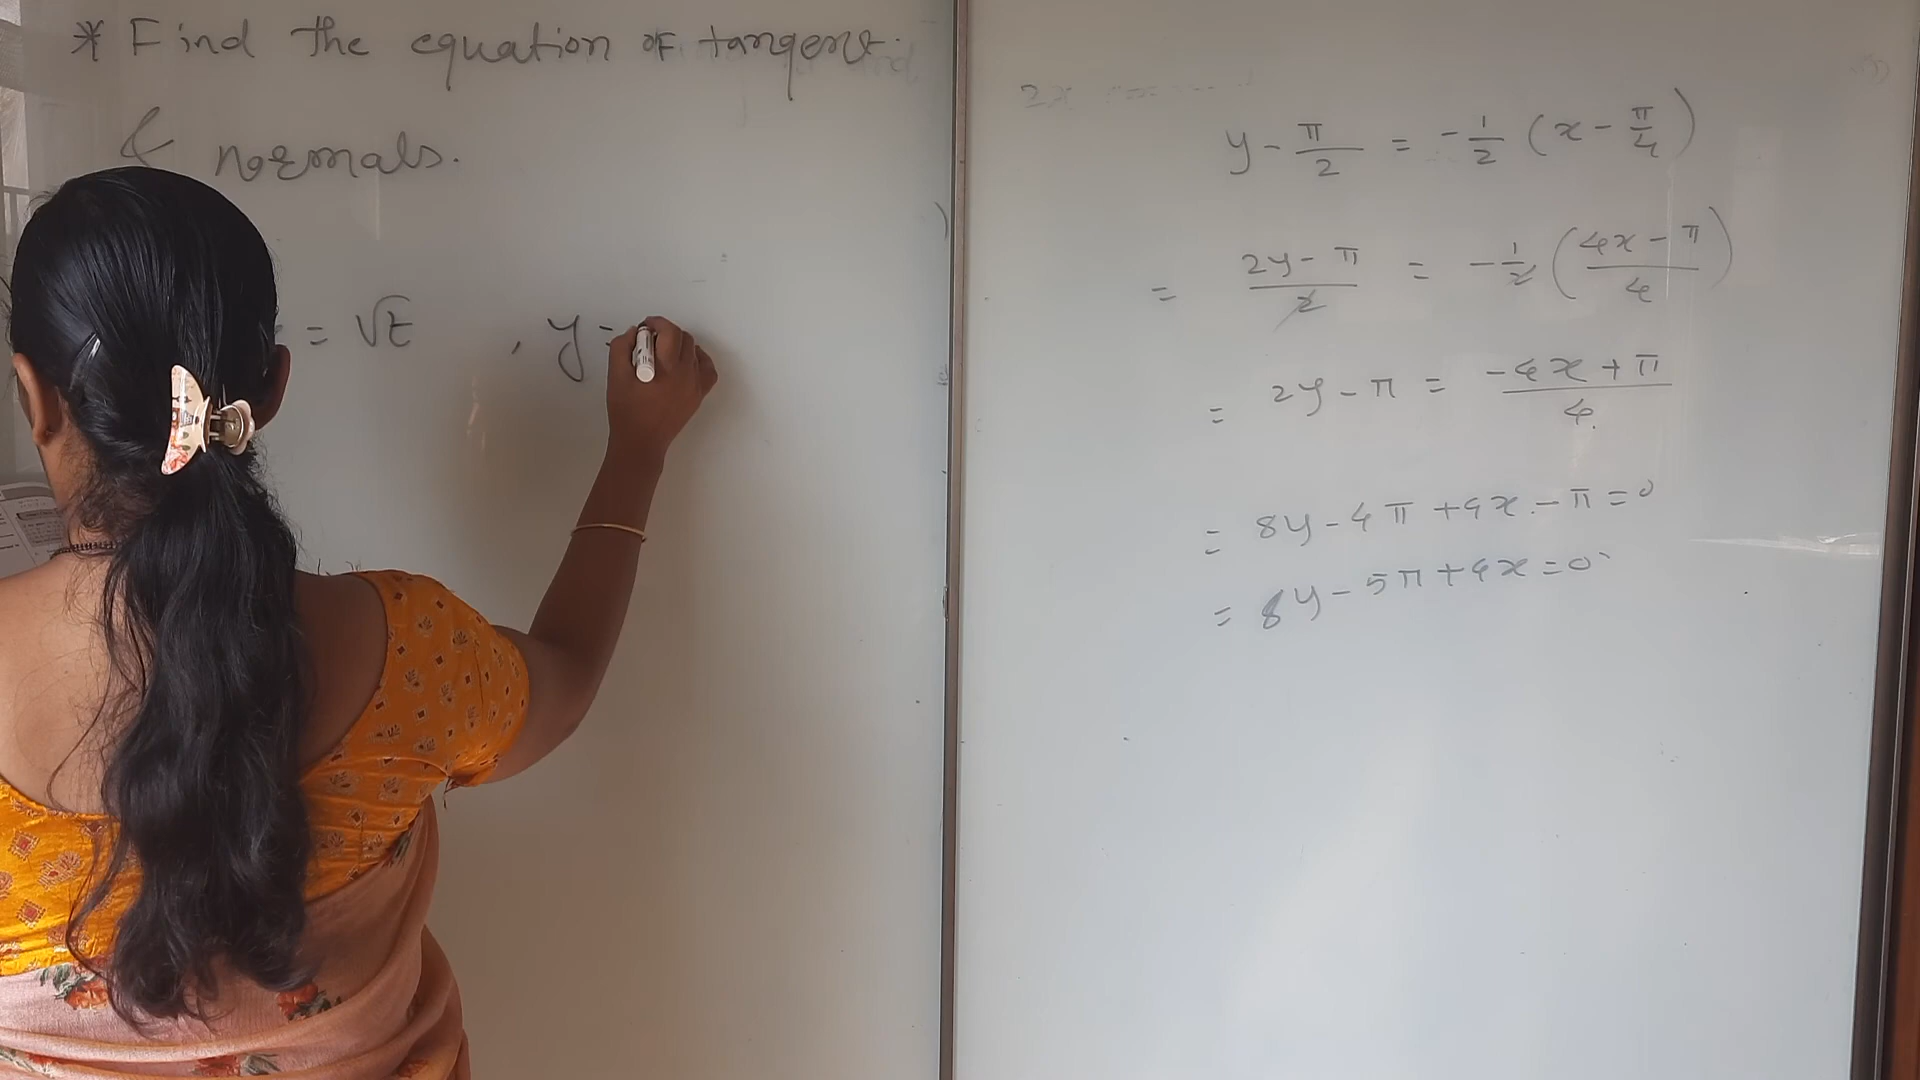 * Find the equation of tangent
& normals.
= √t , y =
y - π/2 = -1/2 (x - π/4)
= 2y - π/2 = -1/2 (4x - π/4)
= 2y - π = -4x + π/4
= 8y - 4π + 4x - π = 0
= 8y - 5π + 4x = 0